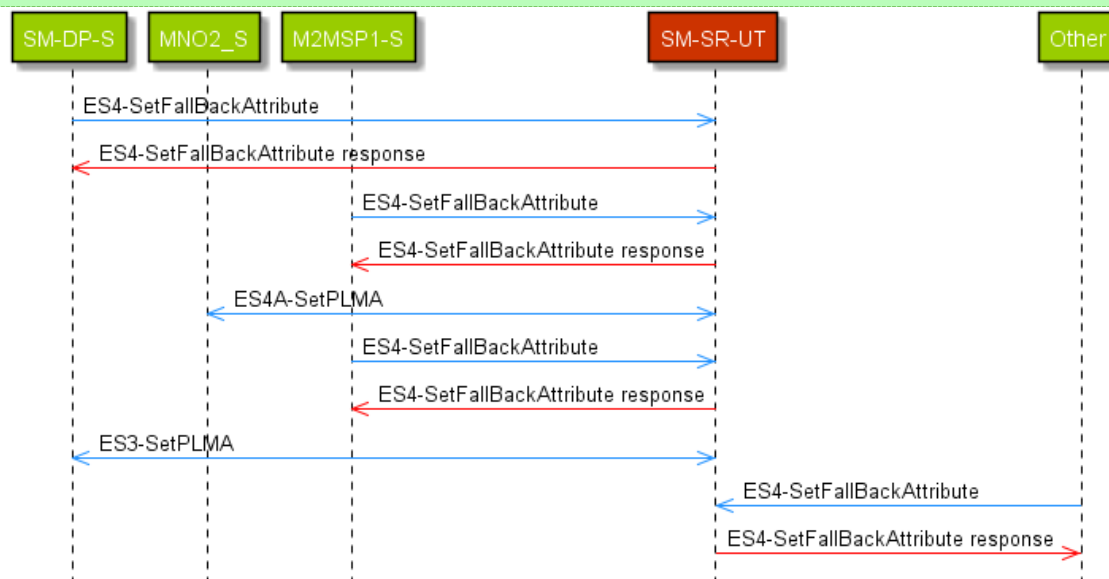 SM-DP-S MNO2_S M2MSP1-S SM-SR-UT Other
ES4-SetFallBackAttribute
ES4-SetFallBackAttribute response
ES4-SetFallBackAttribute
ES4-SetFallBackAttribute response
ES4A-SetPLMA
ES4-SetFallBackAttribute
ES4-SetFallBackAttribute response
ES3-SetPLMA
ES4-SetFallBackAttribute
ES4-SetFallBackAttribute response